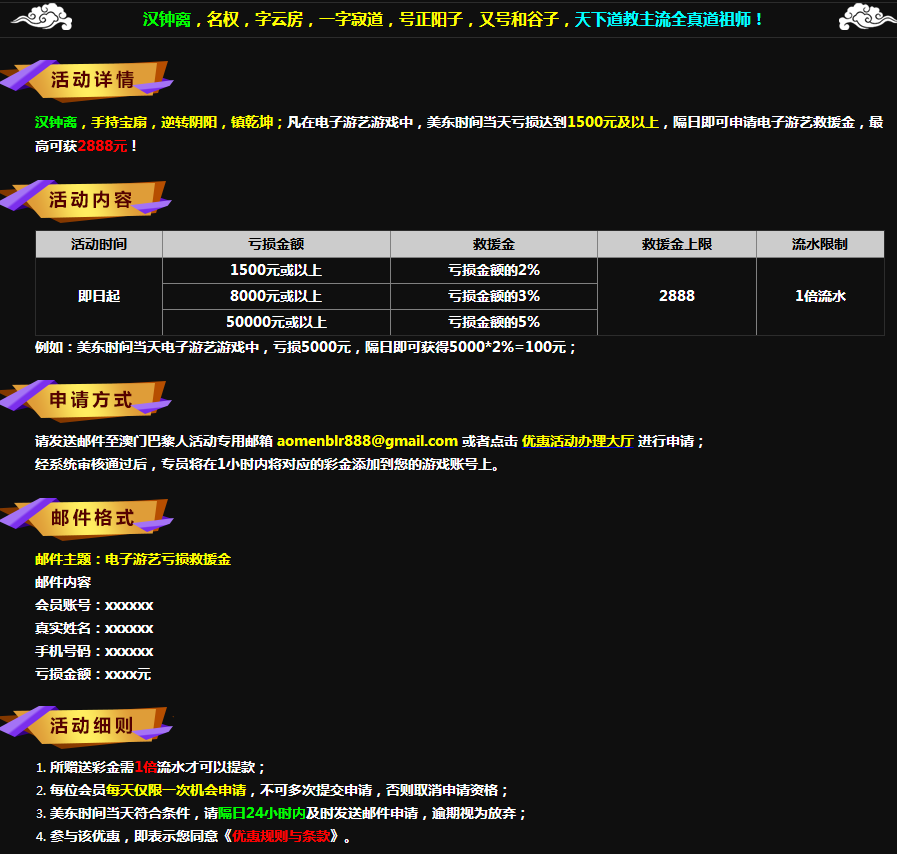 汉钟离，名权，字云房，一字寂道，号正阳子，又号和谷子，天下道教主流全真道祖师！
活动详情
汉钟离，手持宝扇，逆转阴阳，镇乾坤；凡在电子游艺游戏中，美东时间当天亏损达到1500元及以上，隔日即可申请电子游艺救援金，最
高可获2888元！
活动内容
活动时间 亏损金额 救援金 救援金上限 流水限制
1500元或以上 亏损金额的2%
即日起 8000元或以上 亏损金额的3% 2888 1倍流水
50000元或以上 亏损金额的5%
例如：美东时间当天电子游艺游戏中，亏损5000元，隔日即可获得5000*2%=100元；
申请方式
请发送邮件至澳门巴黎人活动专用邮箱 aomenblr888@gmail.com 或者点击 优惠活动办理大厅 进行申请；
经系统审核通过后，专员将在1小时内将对应的彩金添加到您的游戏账号上。
邮件格式
邮件主题：电子游艺亏损救援金
邮件内容
会员账号：xxxxxx
真实姓名：xxxxxx
手机号码：xxxxxx
亏损金额：xxxx元
活动细则
1. 所赠送彩金需1倍流水才可以提款；
2. 每位会员每天仅限一次机会申请，不可多次提交申请，否则取消申请资格；
3. 美东时间当天符合条件，请隔日24小时内及时发送邮件申请，逾期视为放弃；
4. 参与该优惠，即表示您同意《优惠规则与条款》。